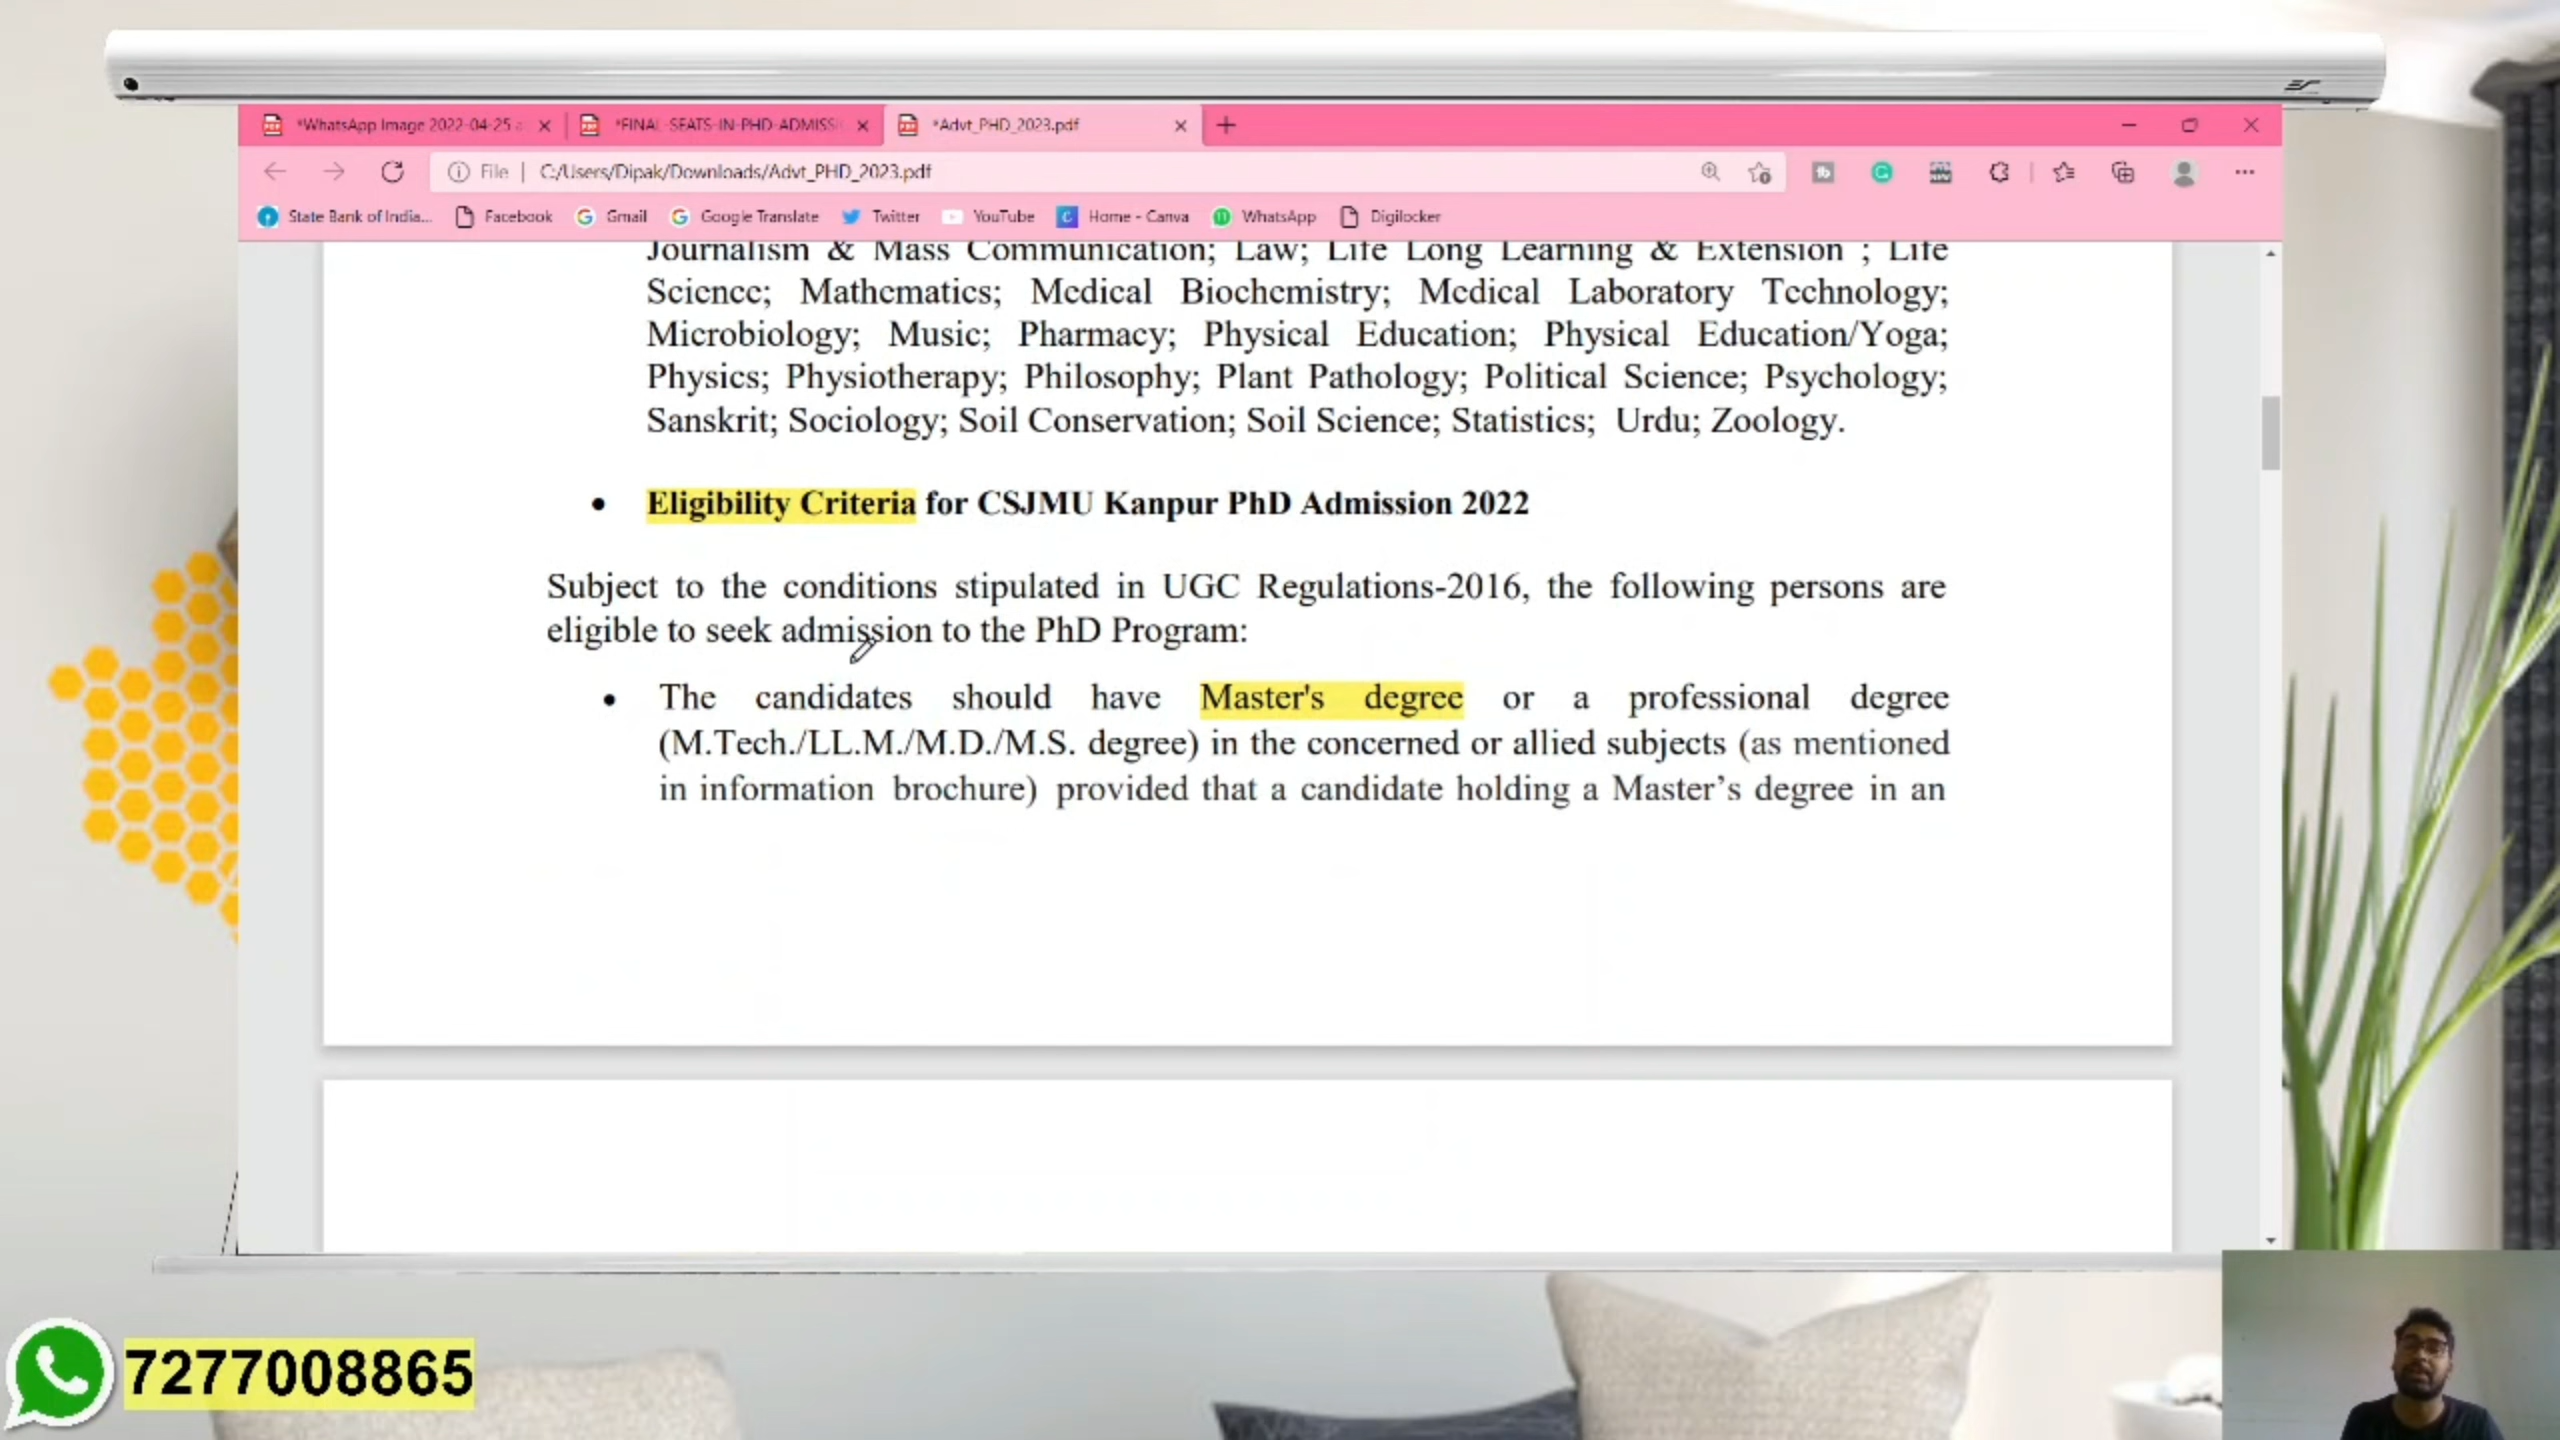 *WhatsApp Image 2022-04-25 a
*FINAL-SEATS-IN-PHD-ADMISSI
*Advt_PHD_2023.pdf
File | C:/Users/Dipak/Downloads/Advt_PHD_2023.pdf
State Bank of India... Facebook Gmail Google Translate Twitter YouTube Home - Canva WhatsApp Digilocker
Journalism & Mass Communication; Law; Life Long Learning & Extension ; Life
Science; Mathematics; Medical Biochemistry; Medical Laboratory Technology;
Microbiology; Music; Pharmacy; Physical Education; Physical Education/Yoga;
Physics; Physiotherapy; Philosophy; Plant Pathology; Political Science; Psychology;
Sanskrit; Sociology; Soil Conservation; Soil Science; Statistics; Urdu; Zoology.
• Eligibility Criteria for CSJMU Kanpur PhD Admission 2022
Subject to the conditions stipulated in UGC Regulations-2016, the following persons are
eligible to seek admission to the PhD Program:
• The candidates should have Master's degree or a professional degree
(M.Tech./LL.M./M.D./M.S. degree) in the concerned or allied subjects (as mentioned
in information brochure) provided that a candidate holding a Master’s degree in an
7277008865